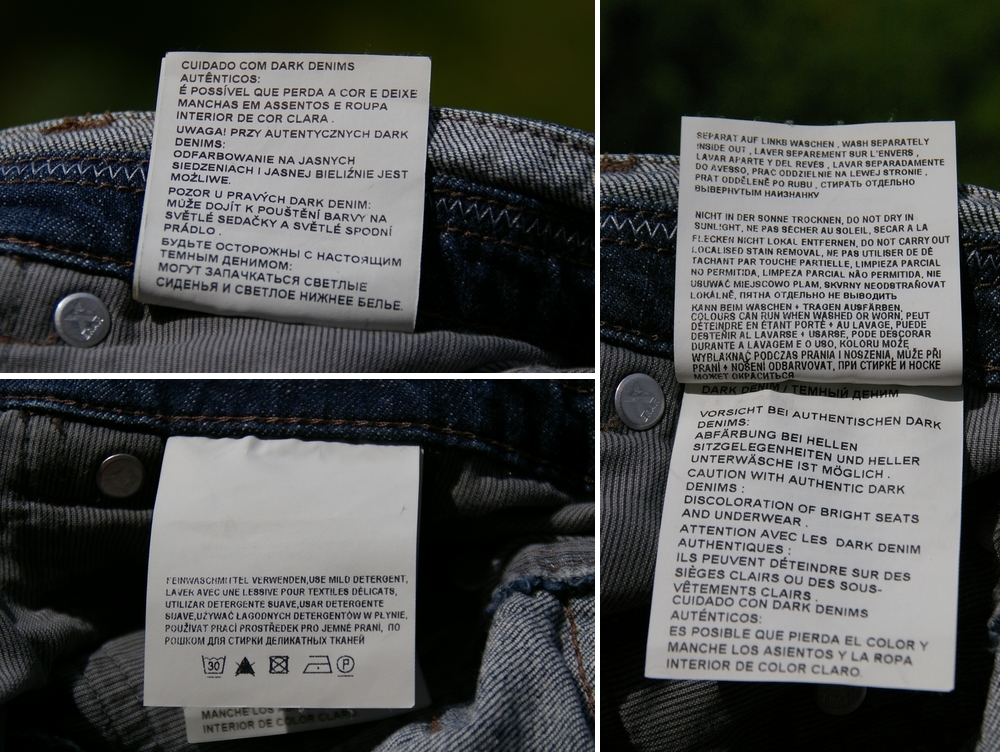 CUIDADO COM DARK DENIMS
AUTÊNTICOS:
É POSSÍVEL QUE PERDA A COR E DEIXE
MANCHAS EM ASSENTOS E ROUPA
INTERIOR DE COR CLARA .
UWAGA! PRZY AUTENTYCZNYCH DARK
DENIMS:
ODFARBOWANIE NA JASNYCH
SIEDZENIACH I JASNEJ BIELIŹNIE JEST
MOŻLIWE.
POZOR U PRAVÝCH DARK DENIM:
MŮŽE DOJÍT K POUŠTĚNÍ BARVY NA
SVĚTLÉ SEDAČKY A SVĚTLÉ SPODNÍ
PRÁDLO .
БУДЬТЕ ОСТОРОЖНЫ С НАСТОЯЩИМ
ТЕМНЫМ ДЕНИМОМ:
МОГУТ ЗАПАЧКАТЬСЯ СВЕТЛЫЕ
СИДЕНЬЯ И СВЕТЛОЕ НИЖНЕЕ БЕЛЬЕ.
FEINWASCHMITTEL VERWENDEN,USE MILD DETERGENT,
LAVER AVEC UNE LESSIVE POUR TEXTILES DÉLICATS,
UTILIZAR DETERGENTE SUAVE,USAR DETERGENTE
SUAVE,UŻYWAĆ ŁAGODNYCH DETERGENTÓW W PŁYNIE,
POUŽÍVAT PRACÍ PROSTŘEDEK PRO JEMNÉ PRANÍ, ПО
РОШКОМ ДЛЯ СТИРКИ ДЕЛИКАТНЫХ ТКАНЕЙ
30 P
MANCHE LOS ASIENTOS Y LA ROPA
INTERIOR DE COLOR CLARO.
SEPARAT AUF LINKS WASCHEN , WASH SEPARATELY
INSIDE OUT , LAVER SEPAREMENT SUR L'ENVERS ,
LAVAR APARTE Y DEL REVÉS , LAVAR SEPARADAMENTE
DO AVESSO, PRAC ODDZIELNIE NA LEWEJ STRONIE ,
PRAT ODDĚLENĚ PO RUBU , СТИРАТЬ ОТДЕЛЬНО
ВЫВЕРНУТЫМ НАИЗНАНКУ
NICHT IN DER SONNE TROCKNEN, DO NOT DRY IN
SUNLIGHT, NE PAS SÉCHER AU SOLEIL, SECAR A LA
FLECKEN NICHT LOKAL ENTFERNEN, DO NOT CARRY OUT
LOCALISED STAIN REMOVAL, NE PAS UTILISER DE DÉ
TACHANT PAR TOUCHE PARTIELLE, LIMPIEZA PARCIAL
NO PERMITIDA, LIMPEZA PARCIAL NÃO PERMITIDA, NIE
USUWAĆ MIEJSCOWO PLAM, SKVRNY NEODSTRAŇOVAT
LOKÁLNĚ, ПЯТНА ОТДЕЛЬНО НЕ ВЫВОДИТЬ
KANN BEIM WASCHEN + TRAGEN AUSFÄRBEN,
COLOURS CAN RUN WHEN WASHED OR WORN, PEUT
DÉTEINDRE EN ÉTANT PORTÉ + AU LAVAGE, PUEDE
DESTEÑIR AL LAVARSE + USARSE, PODE DESCORAR
DURANTE A LAVAGEM E O USO, KOLORU MOŻE
WYBLAKNĄĆ PODCZAS PRANIA I NOSZENIA, MŮŽE PŘI
PRANÍ + NOŠENÍ ODBARVOVAT, ПРИ СТИРКЕ И НОСКЕ
МОЖЕТ ОКРАСИТЬСЯ
DARK DENIM / ТЕМНЫЙ ДЕНИМ
VORSICHT BEI AUTHENTISCHEN DARK
DENIMS:
ABFÄRBUNG BEI HELLEN
SITZGELEGENHEITEN UND HELLER
UNTERWÄSCHE IST MÖGLICH .
CAUTION WITH AUTHENTIC DARK
DENIMS :
DISCOLORATION OF BRIGHT SEATS
AND UNDERWEAR .
ATTENTION AVEC LES DARK DENIM
AUTHENTIQUES :
ILS PEUVENT DÉTEINDRE SUR DES
SIÈGES CLAIRS OU DES SOUS-
VÊTEMENTS CLAIRS .
CUIDADO CON DARK DENIMS
AUTÉNTICOS:
ES POSIBLE QUE PIERDA EL COLOR Y
MANCHE LOS ASIENTOS Y LA ROPA
INTERIOR DE COLOR CLARO.